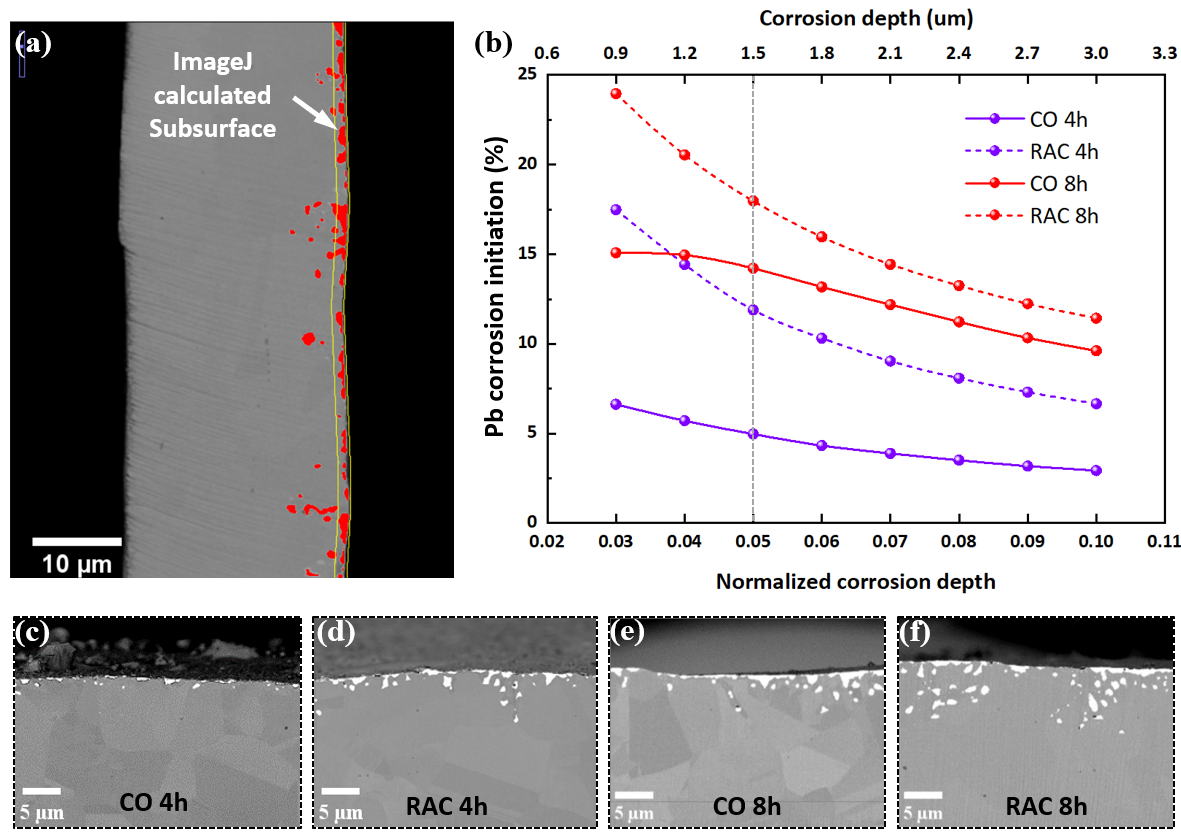 (a)
ImageJ
calculated
Subsurface
10 μm
(b)
Corrosion depth (um)
0.6 0.9 1.2 1.5 1.8 2.1 2.4 2.7 3.0 3.3
Pb corrosion initiation (%)
25
20
15
10
5
0
CO 4h
RAC 4h
CO 8h
RAC 8h
0.02 0.03 0.04 0.05 0.06 0.07 0.08 0.09 0.10 0.11
Normalized corrosion depth
(c)
5 μm
CO 4h
(d)
5 μm
RAC 4h
(e)
5 μm
CO 8h
(f)
5 μm
RAC 8h